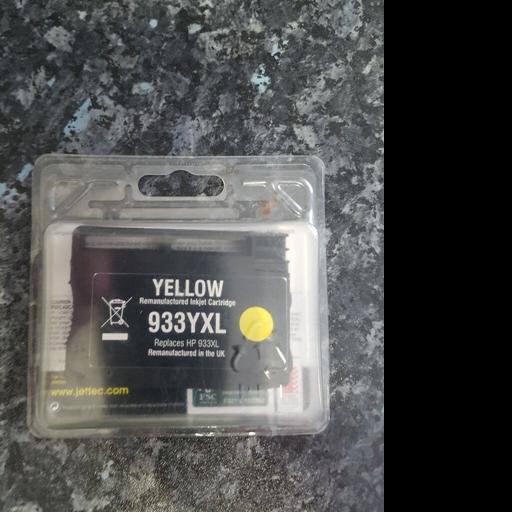 YELLOW
Remanufactured Inkjet Cartridge
933YXL
Replaces HP 933XL
Remanufactured in the UK
www.jettec.com
FSC